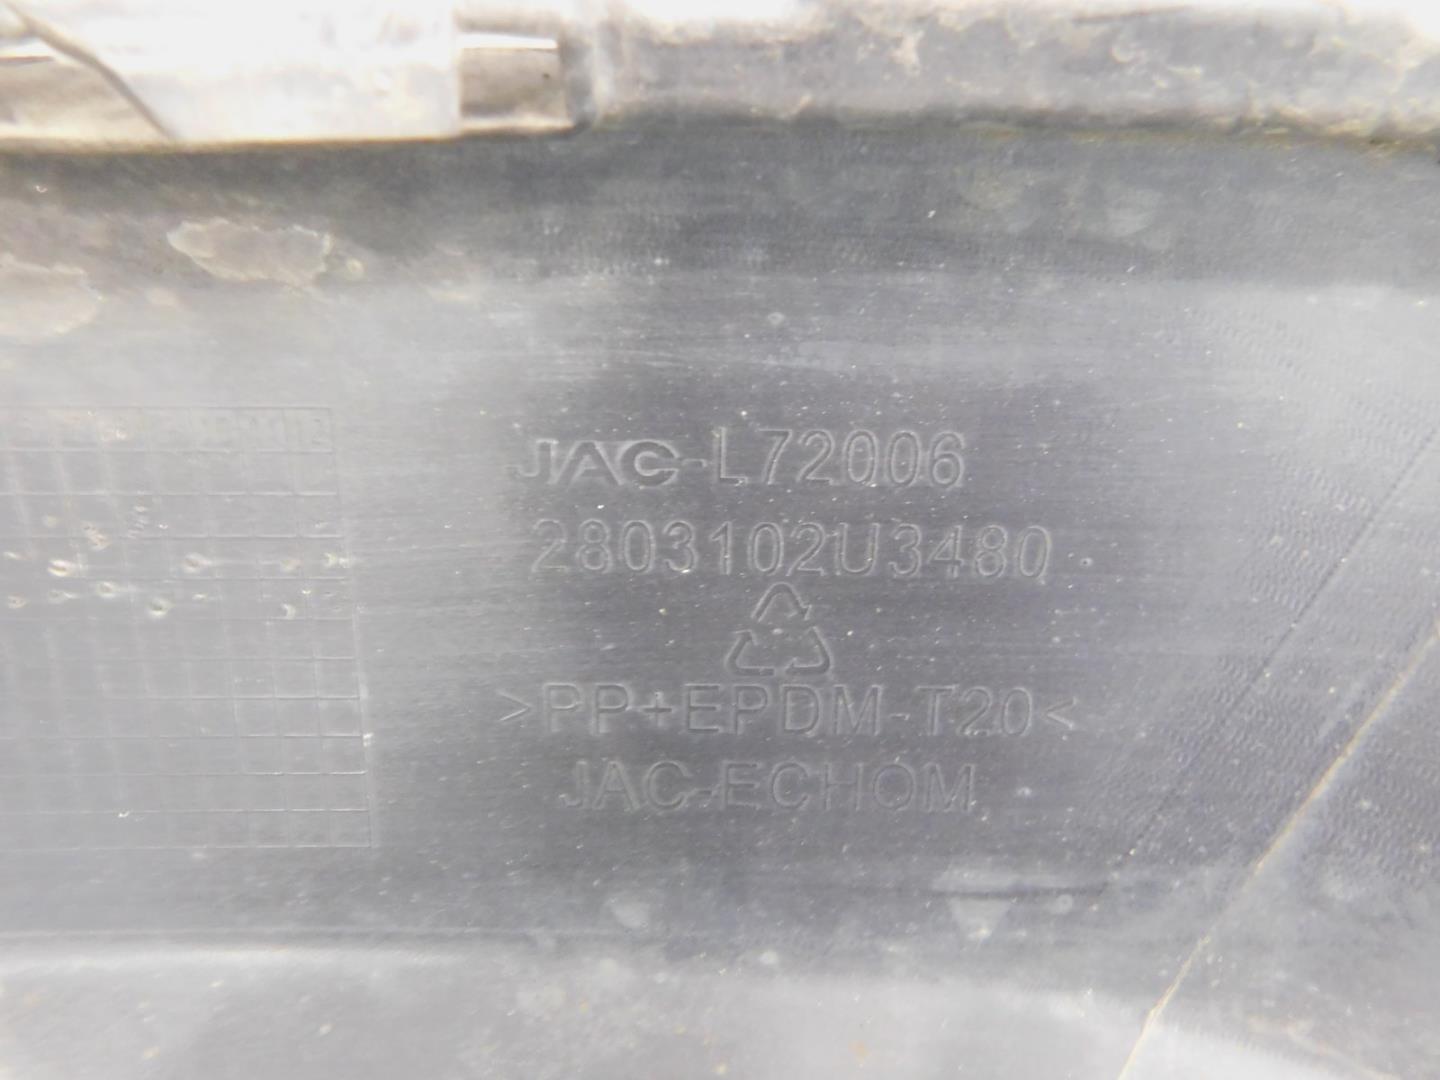 JAC-L72006
2803102U3480
>PP+EPDM-T20<
JAC-ECHOM